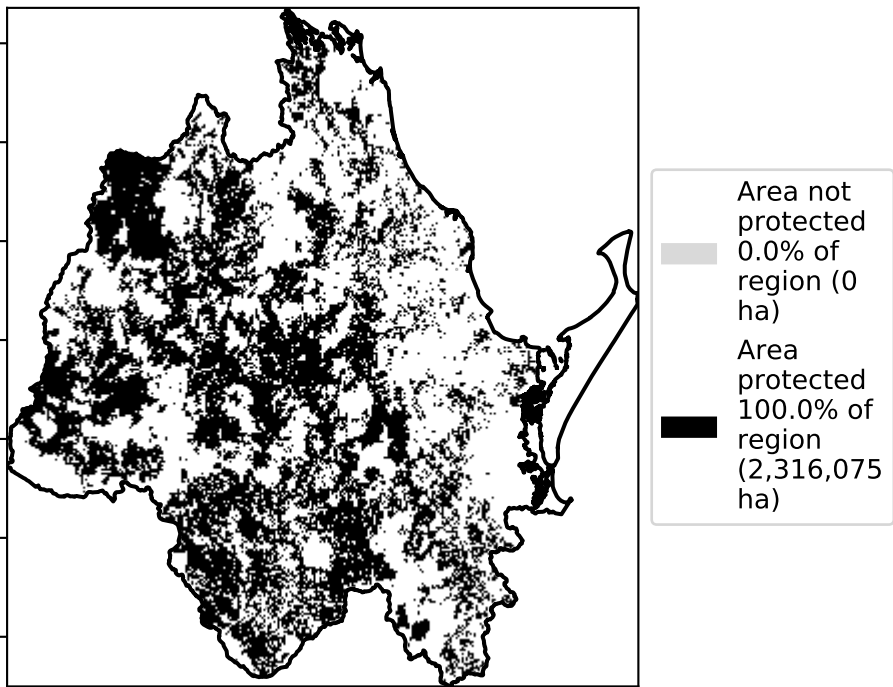 Area not
protected
0.0% of
region (0
ha)
Area
protected
100.0% of
region
(2,316,075
ha)